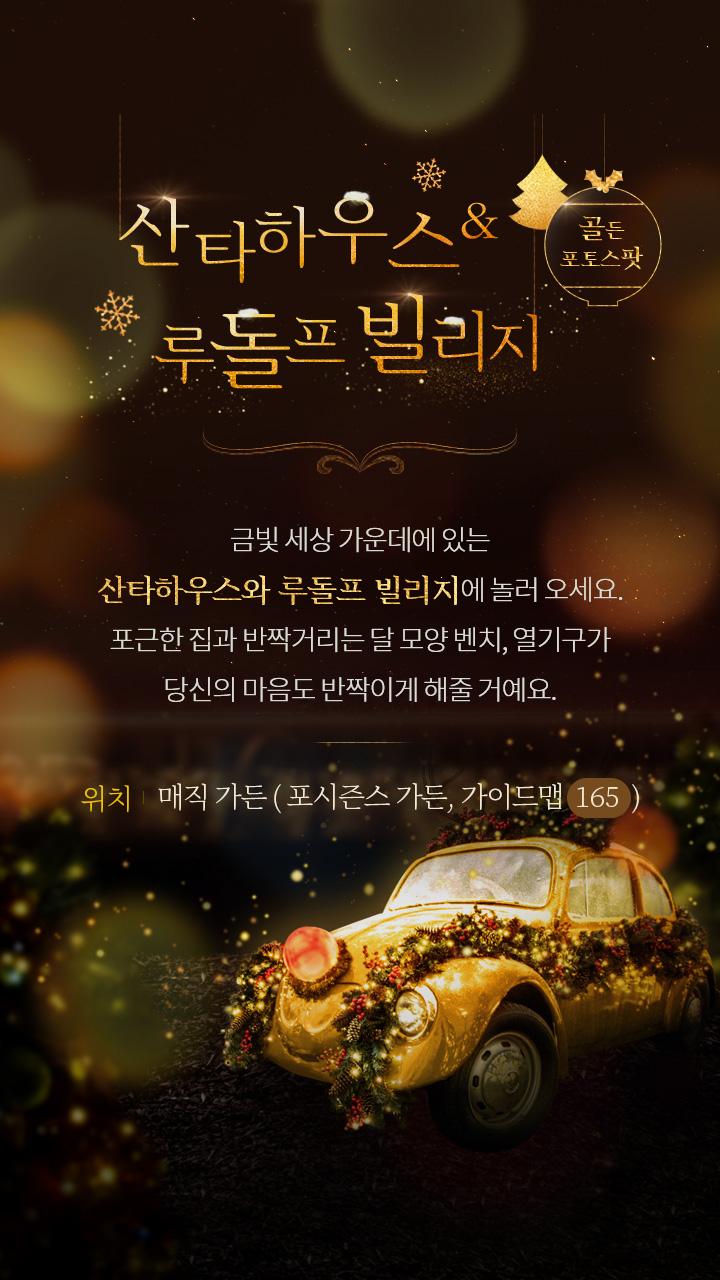 산타하우스 &
골든
포토스팟
루돌프 빌리지
금빛 세상 가운데에 있는
산타하우스와 루돌프 빌리지에 놀러 오세요.
포근한 집과 반짝거리는 달 모양 벤치, 열기구가
당신의 마음도 반짝이게 해줄 거예요.
위치 | 매직 가든 ( 포시즌스 가든, 가이드맵 165 )